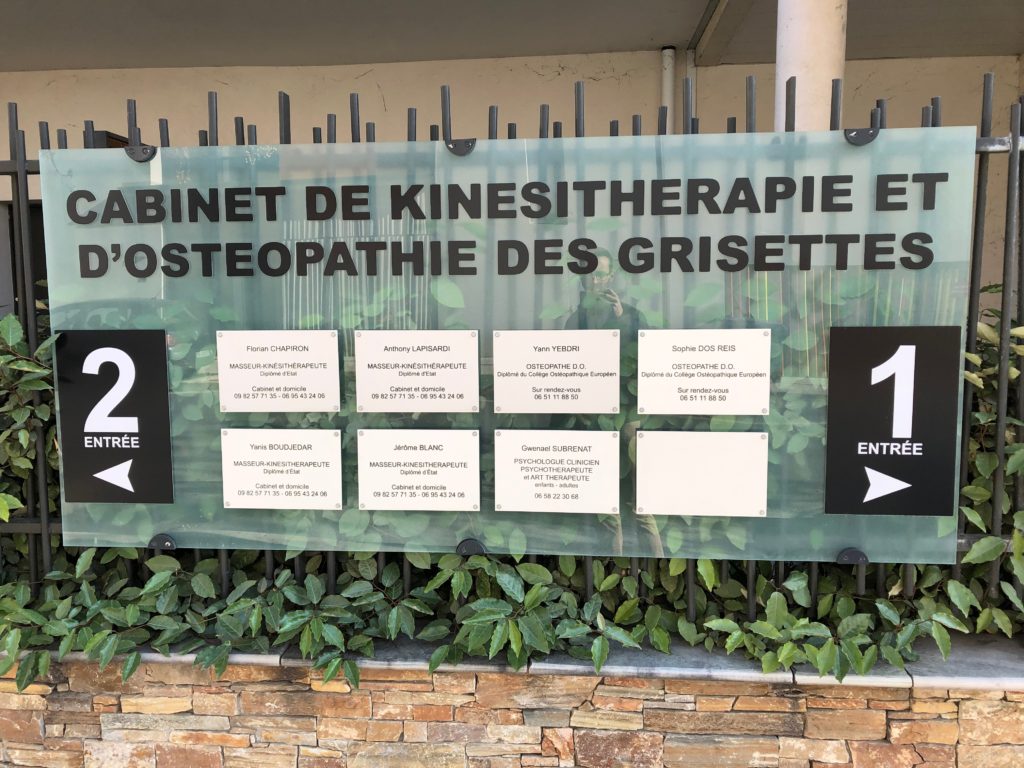 CABINET DE KINESITHERAPIE ET
D'OSTEOPATHIE DES GRISETTES
2
ENTRÉE
Florian CHAPIRON
MASSEUR-KINÉSITHÉRAPEUTE
Diplômé d'Etat
Cabinet et domicile
09 82 57 71 35 - 06 95 43 24 06
Anthony LAPISARDI
MASSEUR-KINÉSITHÉRAPEUTE
Diplômé d'État
Cabinet et domicile
09 82 57 71 35 - 06 95 43 24 06
Yann YEBDRI
OSTEOPATHE D.O.
Diplômé du Collège Ostéopathique Européen
Sur rendez-vous
06 51 11 88 50
Sophie DOS REIS
OSTEOPATHE D.O.
Diplômé du Collège Ostéopathique Européen
Sur rendez-vous
06 51 11 88 50
Yanis BOUDJEDAR
MASSEUR-KINESITHERAPEUTE
Diplômé d'État
Cabinet et domicile
09 82 57 71 35 - 06 95 43 24 06
Jérôme BLANC
MASSEUR-KINÉSITHÉRAPEUTE
Diplômé d'État
Cabinet et domicile
09 82 57 71 35 - 06 95 43 24 06
Gwenael SUBRENAT
PSYCHOLOGUE CLINICIEN
PSYCHOTHERAPEUTE
et ART THERAPEUTE
enfants - adultes
06 58 22 30 68
1
ENTRÉE